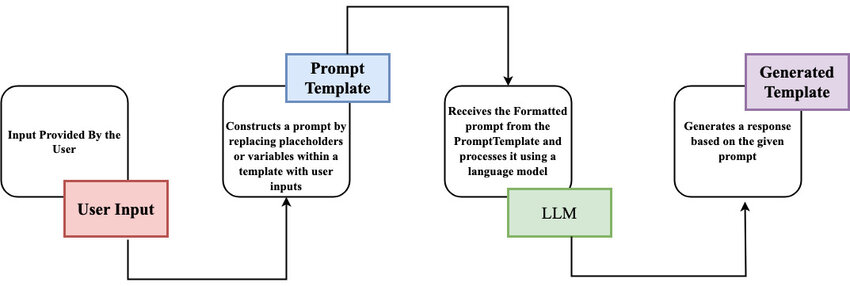 Input Provided By the
User
User Input
Prompt
Template
Constructs a prompt by
replacing placeholders
or variables within a
template with user
inputs
Receives the Formatted
prompt from the
PromptTemplate and
processes it using a
language model
LLM
Generated
Template
Generates a response
based on the given
prompt